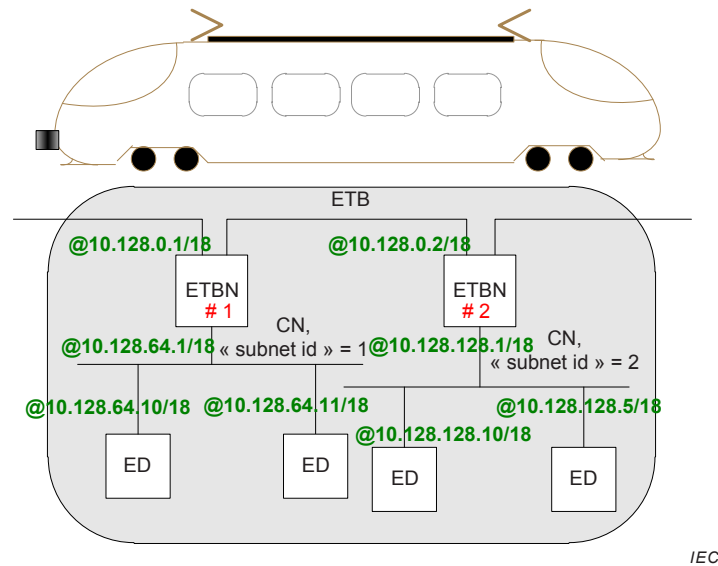 ETB
@10.128.0.1/18
@10.128.0.2/18
ETBN
# 1
ETBN
# 2
@10.128.64.1/18
CN,
« subnet id » = 1
@10.128.128.1/18
CN,
« subnet id » = 2
@10.128.64.10/18
@10.128.64.11/18
@10.128.128.10/18
@10.128.128.5/18
ED
ED
ED
ED
IEC